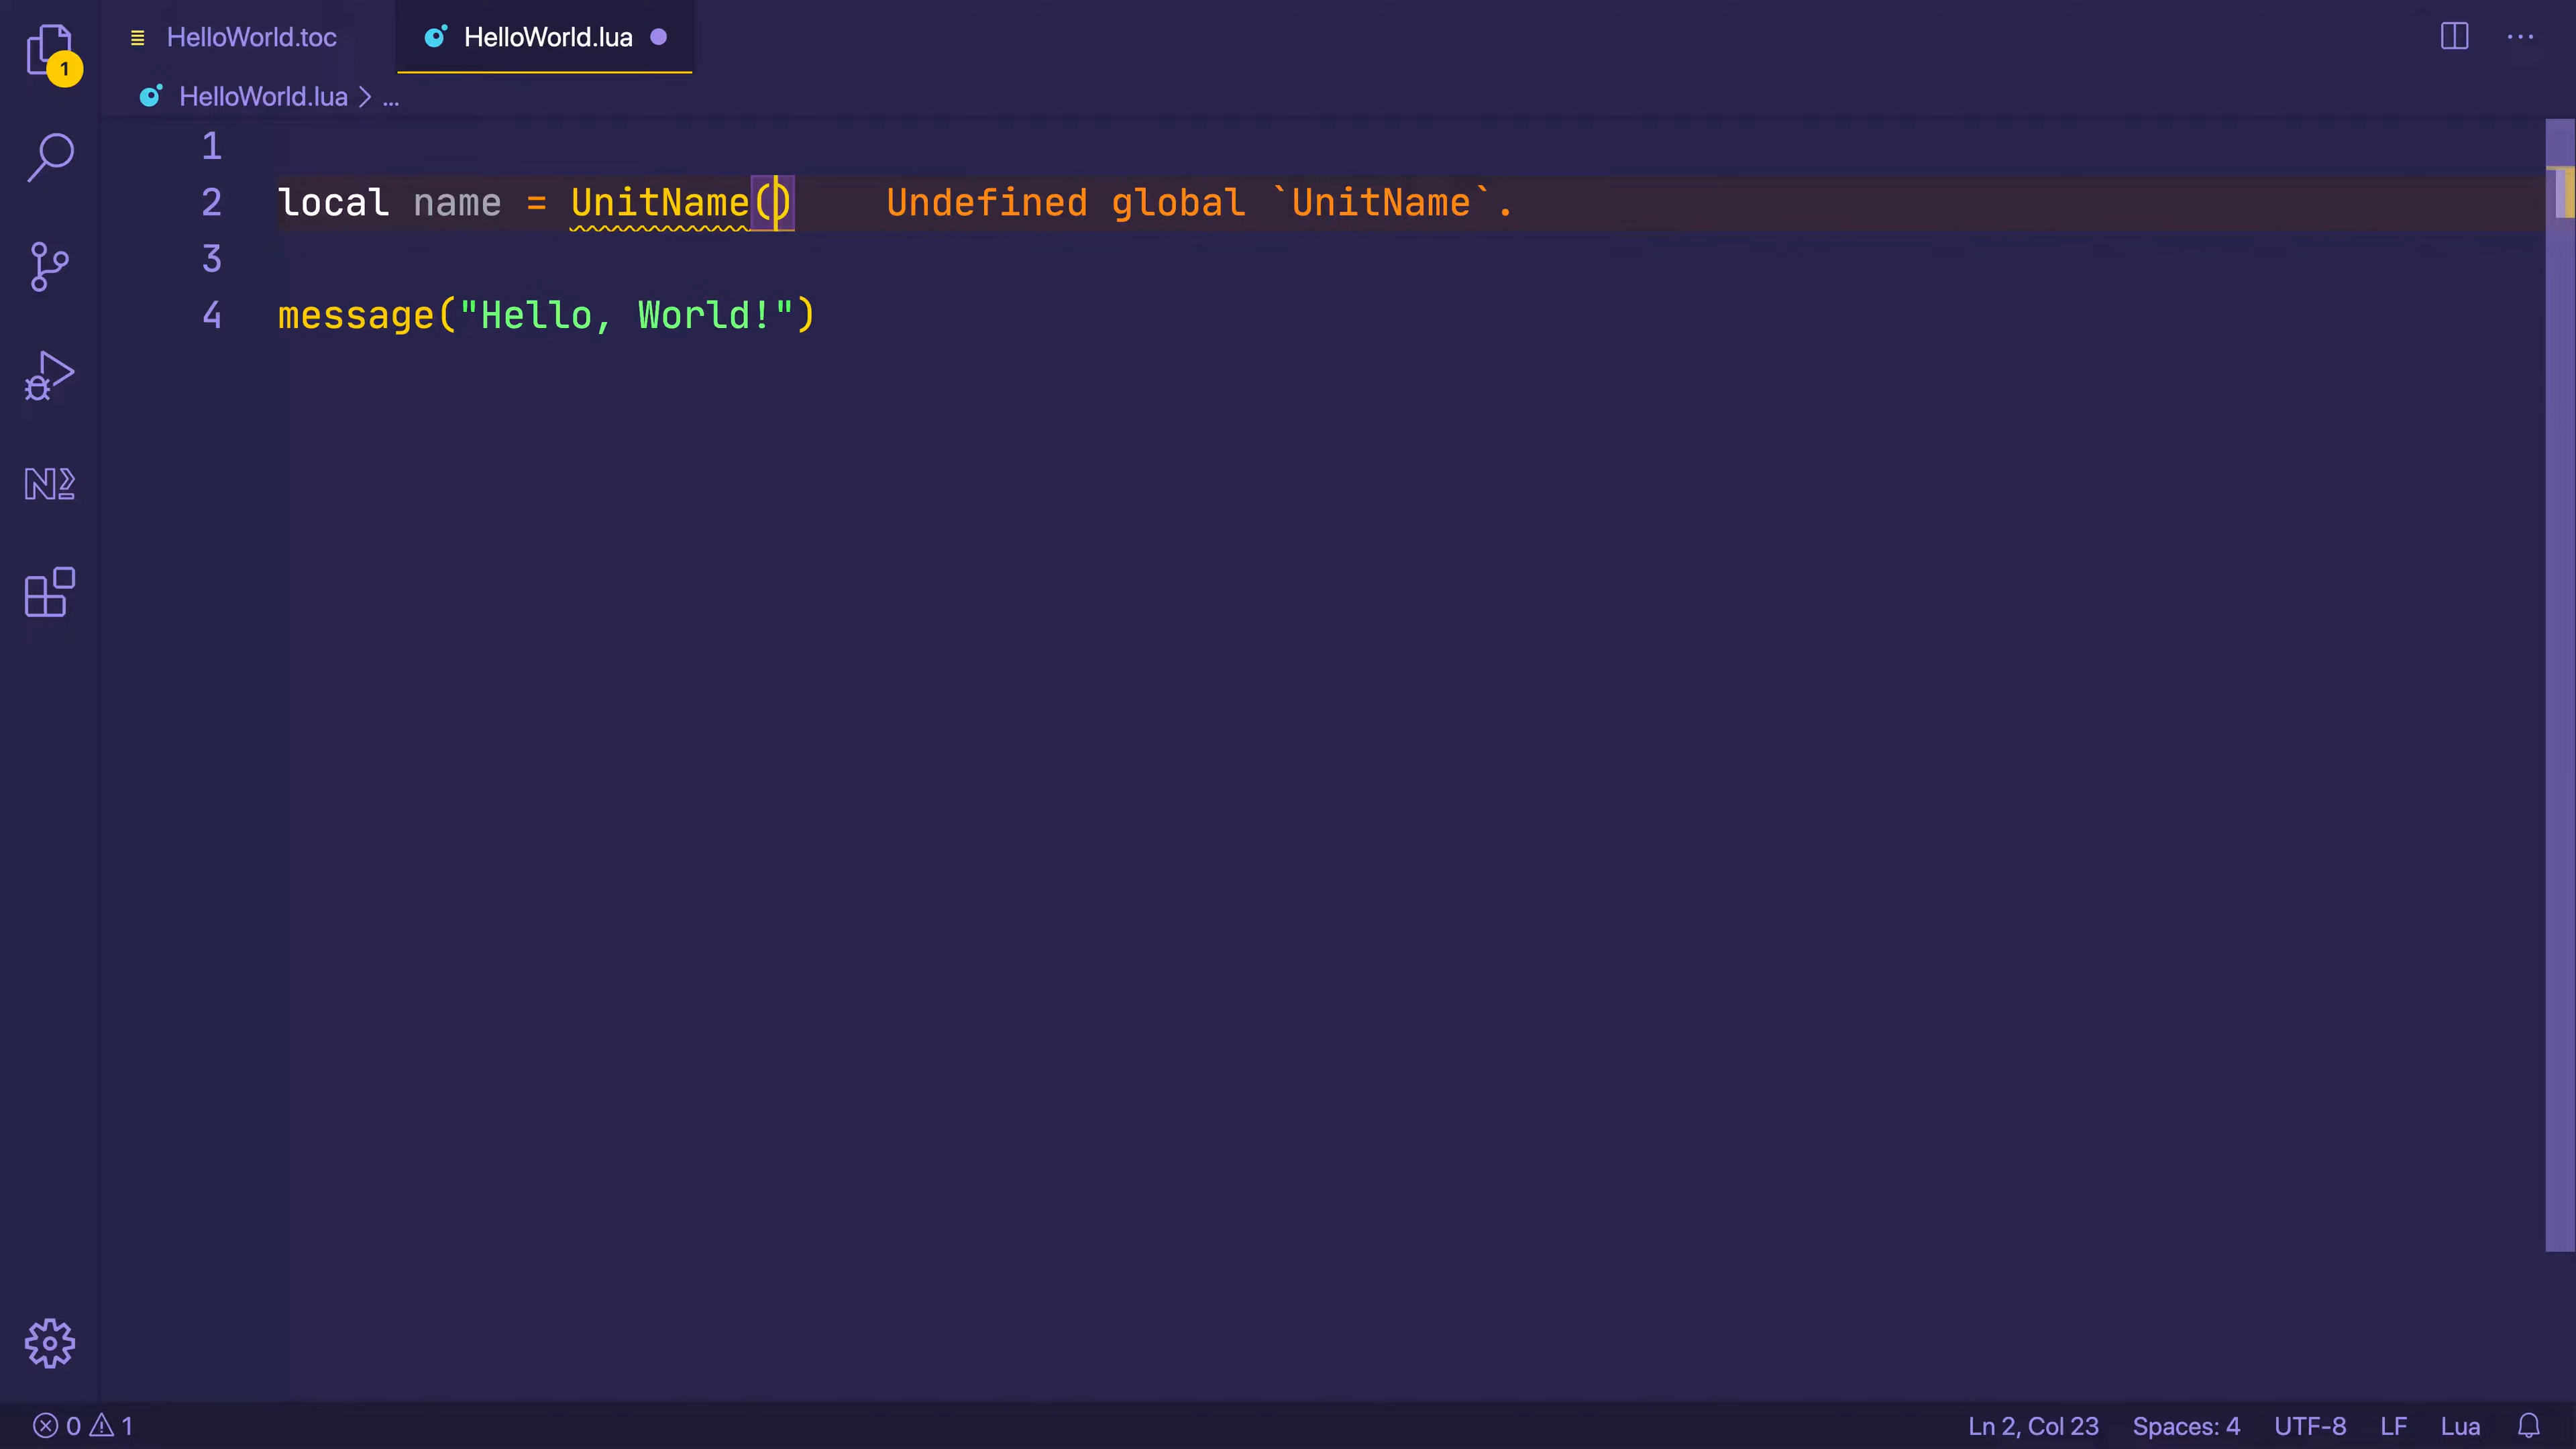 HelloWorld.toc
HelloWorld.lua
1
HelloWorld.lua > ...
1
2 local name = UnitName() Undefined global `UnitName`.
3
4 message("Hello, World!")
0 1
Ln 2, Col 23 Spaces: 4 UTF-8 LF Lua